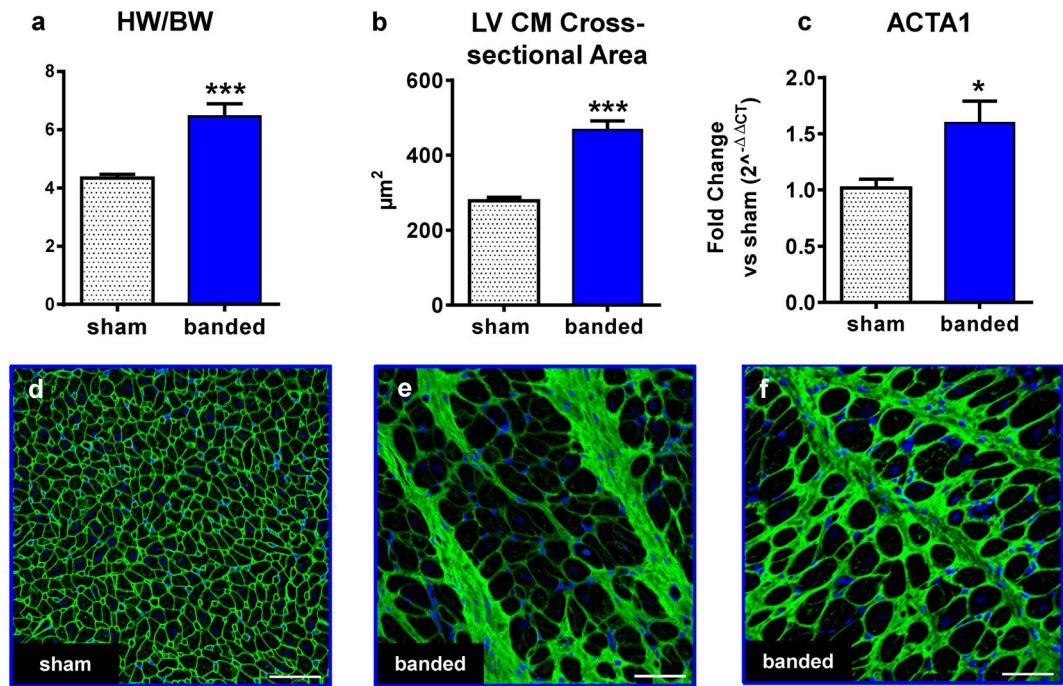 a
HW/BW
8
6
4
2
0
***
sham
banded
b
LV CM Cross-
sectional Area
µm²
600
400
200
0
***
sham
banded
c
ACTA1
Fold Change
vs sham (2^-ΔΔCT)
2.0
1.5
1.0
0.5
0.0
*
sham
banded
d
sham
e
banded
f
banded